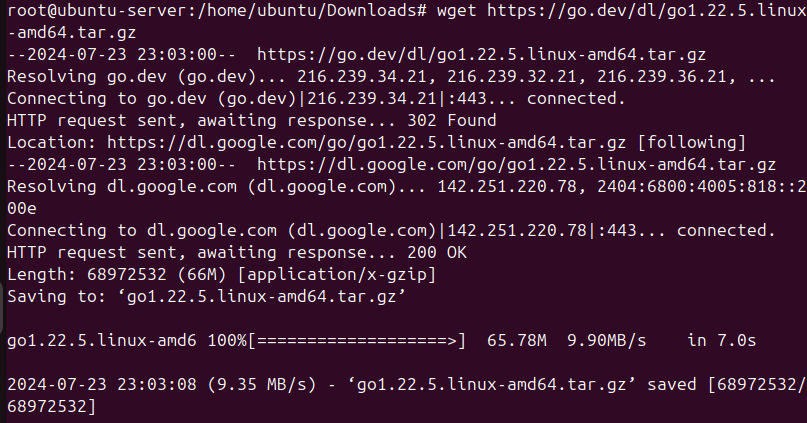 root@ubuntu-server:/home/ubuntu/Downloads# wget https://go.dev/dl/go1.22.5.linux
-amd64.tar.gz
--2024-07-23 23:03:00--  https://go.dev/dl/go1.22.5.linux-amd64.tar.gz
Resolving go.dev (go.dev)... 216.239.34.21, 216.239.32.21, 216.239.36.21, ...
Connecting to go.dev (go.dev)|216.239.34.21|:443... connected.
HTTP request sent, awaiting response... 302 Found
Location: https://dl.google.com/go/go1.22.5.linux-amd64.tar.gz [following]
--2024-07-23 23:03:00--  https://dl.google.com/go/go1.22.5.linux-amd64.tar.gz
Resolving dl.google.com (dl.google.com)... 142.251.220.78, 2404:6800:4005:818::2
00e
Connecting to dl.google.com (dl.google.com)|142.251.220.78|:443... connected.
HTTP request sent, awaiting response... 200 OK
Length: 68972532 (66M) [application/x-gzip]
Saving to: ‘go1.22.5.linux-amd64.tar.gz’

go1.22.5.linux-amd6 100%[===================>]  65.78M  9.90MB/s    in 7.0s

2024-07-23 23:03:08 (9.35 MB/s) - ‘go1.22.5.linux-amd64.tar.gz’ saved [68972532/
68972532]